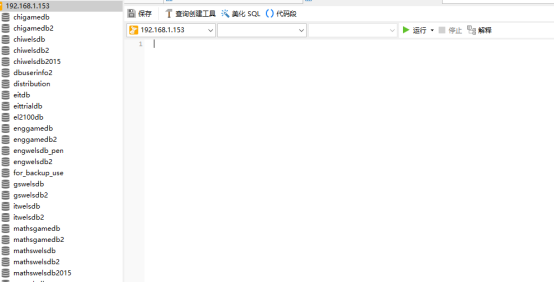 192.168.1.153
chigamedb
chigamedb2
chiwelsdb
chiwelsdb2
chiwelsdb2015
dbuserinfo2
distribution
eitdb
eittrialdb
el2100db
enggamedb
enggamedb2
engwelsdb_pen
engwelsdb2
for_backup_use
gswelsdb
gswelsdb2
itwelsdb
itwelsdb2
mathsgamedb
mathsgamedb2
mathswelsdb
mathswelsdb2
mathswelsdb2015
保存 查询创建工具 美化 SQL () 代码段
192.168.1.153 运行 停止 解释
1